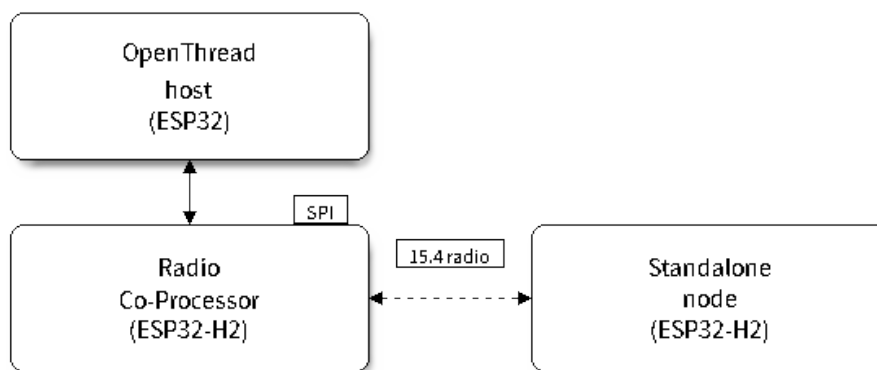 OpenThread
host
(ESP32)
SPI
Radio
Co-Processor
(ESP32-H2)
15.4 radio
Standalone
node
(ESP32-H2)